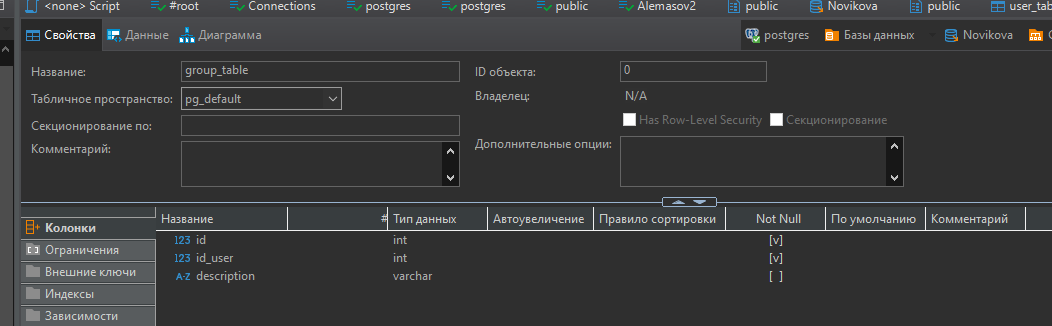 <none> Script #root Connections postgres postgres public Alemasov2 public Novikova public
Свойства Данные Диаграмма postgres Базы данных Novikova
Название: group_table ID объекта: 0
Табличное пространство: pg_default Владелец: N/A
Секционирование по: Has Row-Level Security Секционирование
Комментарий: Дополнительные опции:
Название # Тип данных Автоувеличение Правило сортировки Not Null По умолчанию Комментарий
Колонки
123 id int [v]
Ограничения
123 id_user int [v]
Внешние ключи
A-Z description varchar [ ]
Индексы
Зависимости